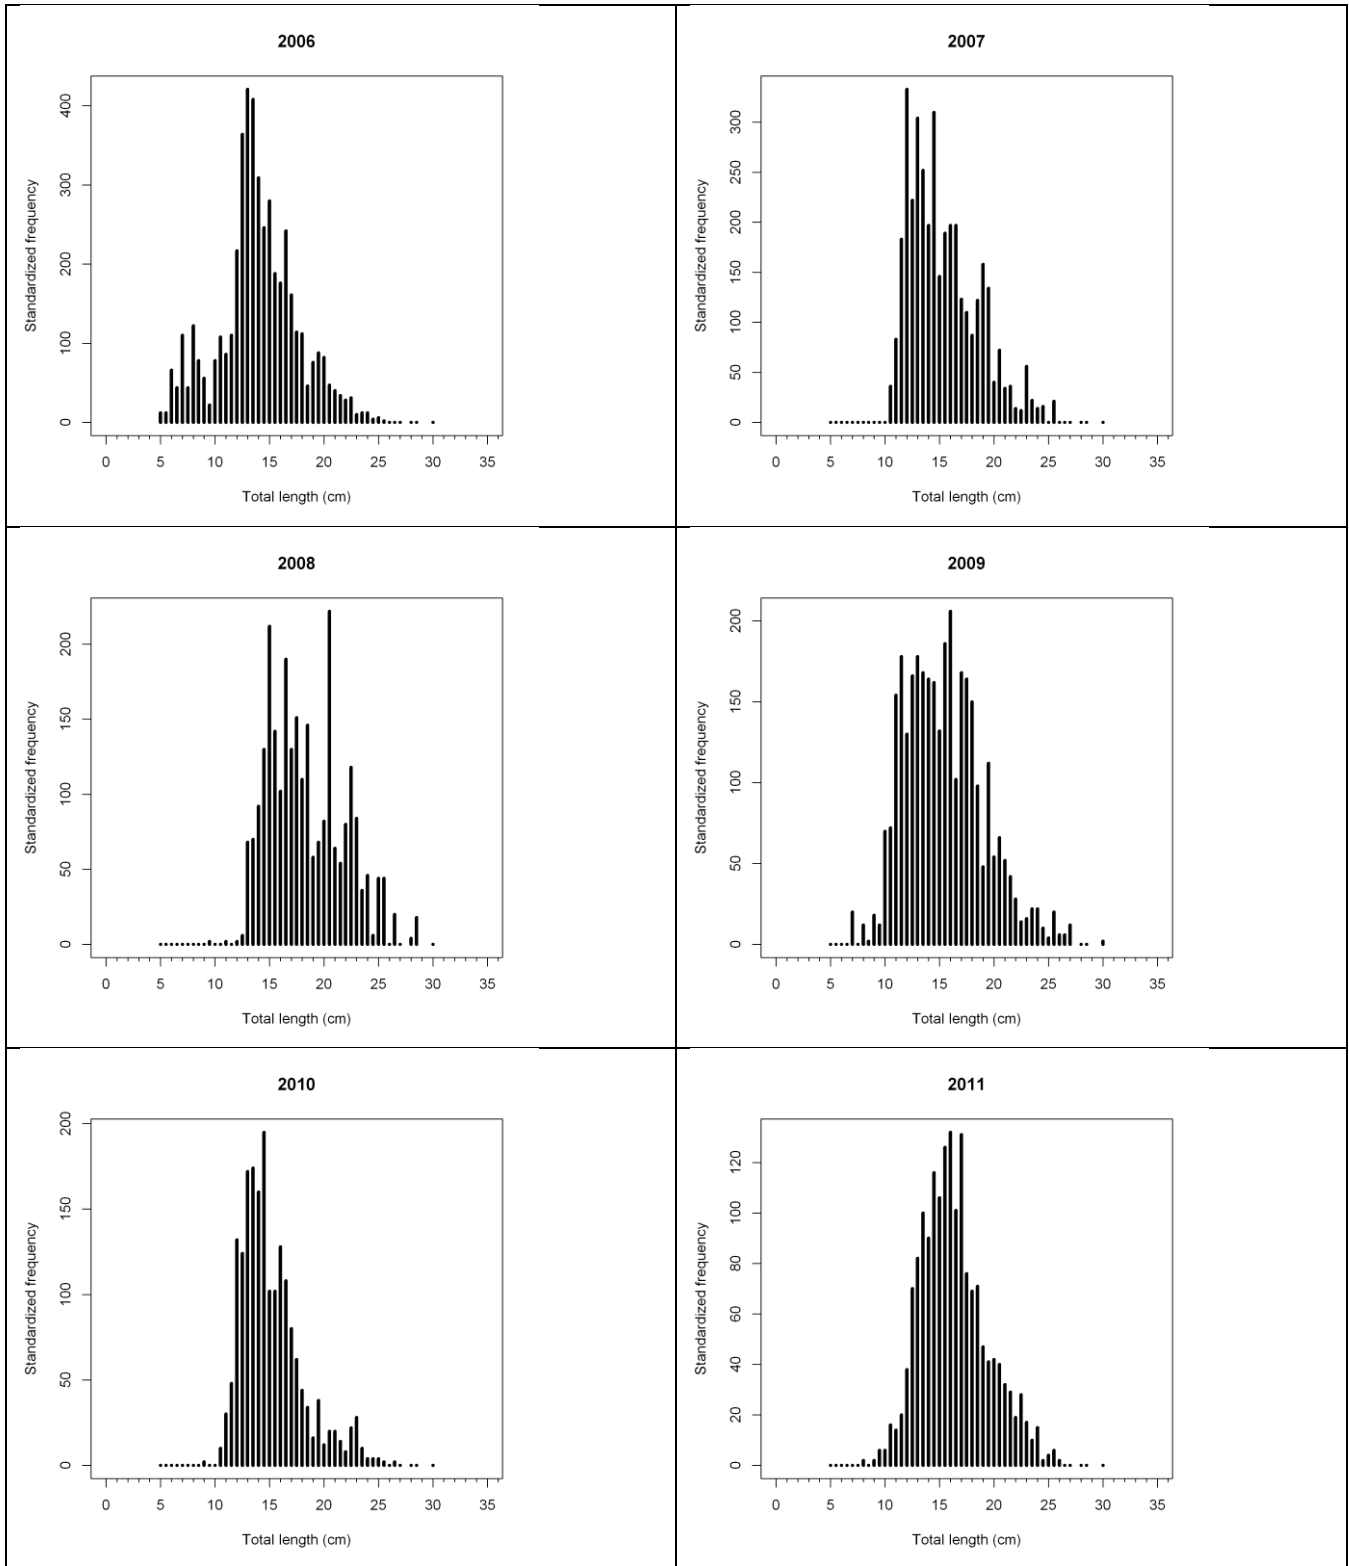 2006
Standardized frequency
0 100 200 300 400
0 5 10 15 20 25 30 35
Total length (cm)
2007
Standardized frequency
0 50 100 150 200 250 300
0 5 10 15 20 25 30 35
Total length (cm)
2008
Standardized frequency
0 50 100 150 200
0 5 10 15 20 25 30 35
Total length (cm)
2009
Standardized frequency
0 50 100 150 200
0 5 10 15 20 25 30 35
Total length (cm)
2010
Standardized frequency
0 50 100 150 200
0 5 10 15 20 25 30 35
Total length (cm)
2011
Standardized frequency
0 20 40 60 80 100 120
0 5 10 15 20 25 30 35
Total length (cm)